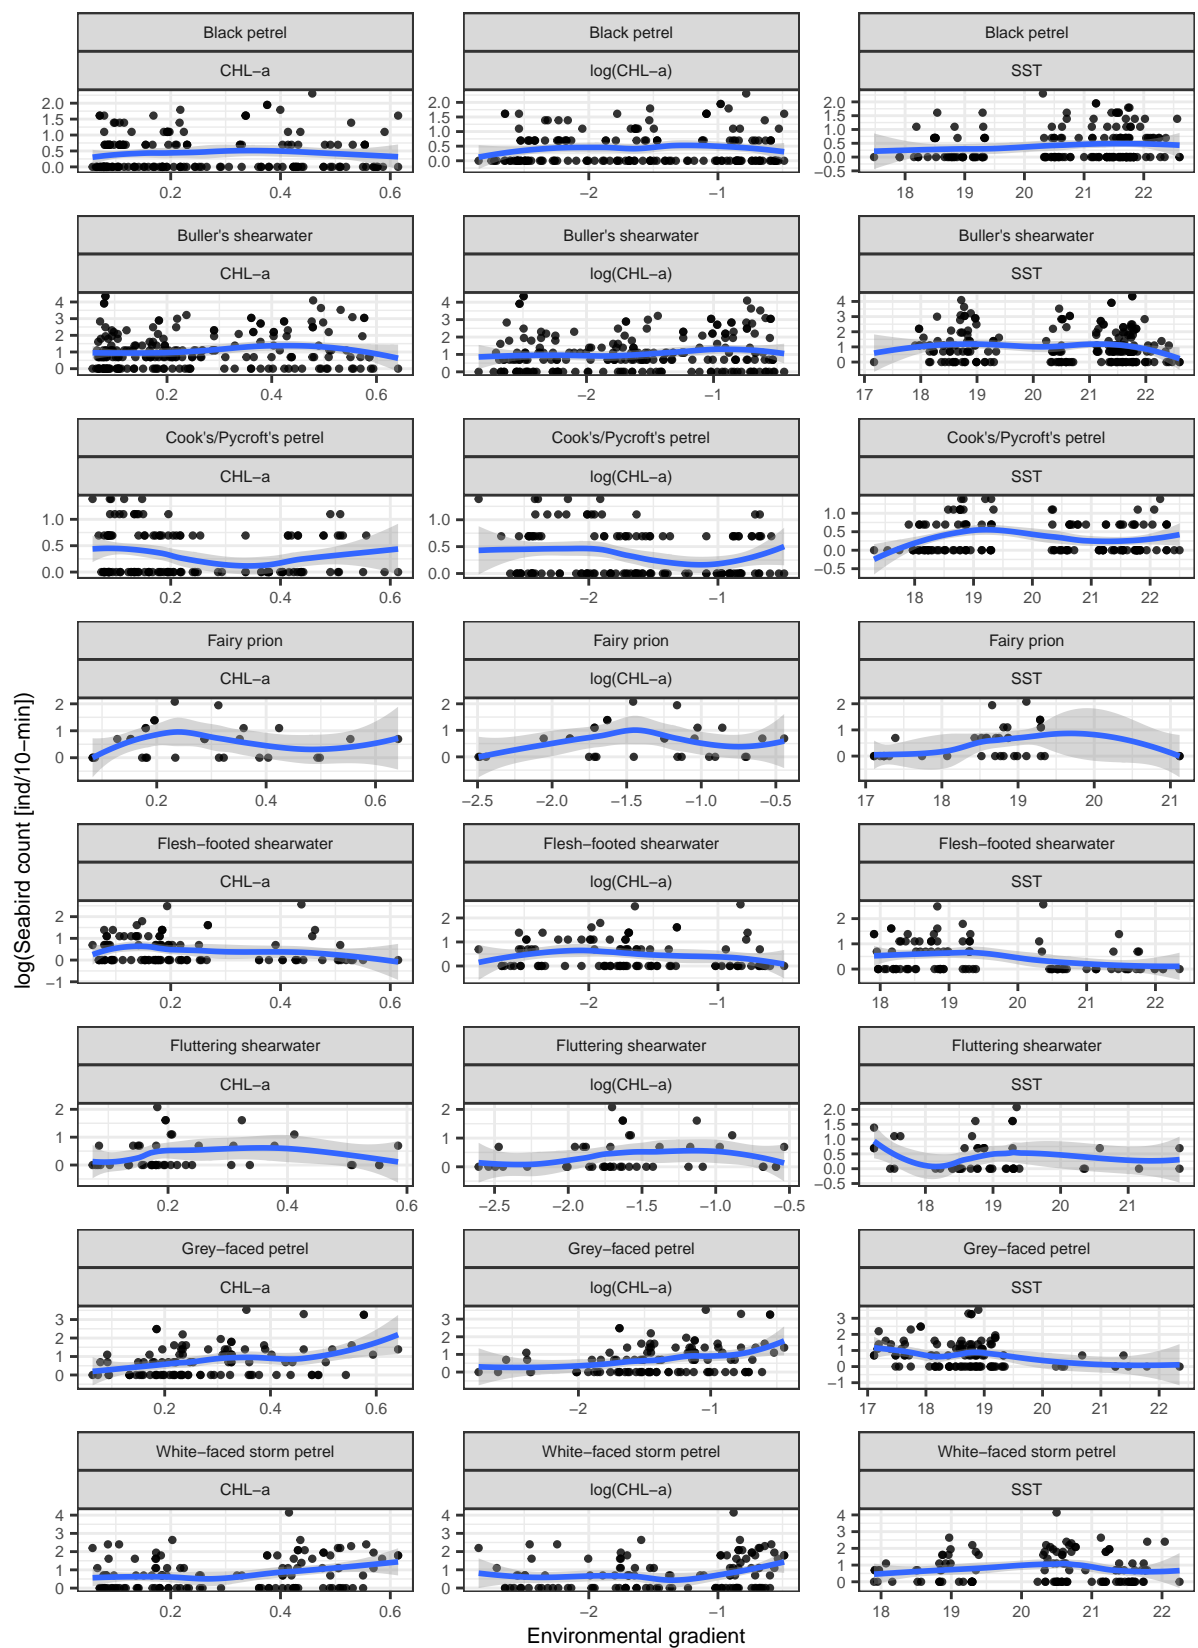 Black petrel Black petrel Black petrel
CHL−a log(CHL−a) SST
2.0 1.5 1.0 0.5 0.0 2.0 1.5 1.0 0.5 0.0 2.0 1.5 1.0 0.5 0.0 −0.5
0.2 0.4 0.6 −2 −1 18 19 20 21 22
Buller's shearwater Buller's shearwater Buller's shearwater
CHL−a log(CHL−a) SST
4 3 2 1 0 4 3 2 1 0 4 3 2 1 0
0.2 0.4 0.6 −2 −1 17 18 19 20 21 22
Cook's/Pycroft's petrel Cook's/Pycroft's petrel Cook's/Pycroft's petrel
CHL−a log(CHL−a) SST
1.0 0.5 0.0 1.0 0.5 0.0 1.0 0.5 0.0 −0.5
0.2 0.4 0.6 −2 −1 18 19 20 21 22
Fairy prion Fairy prion Fairy prion
CHL−a log(CHL−a) SST
2 1 0 2 1 0 2 1 0
0.2 0.4 0.6 −2.5 −2.0 −1.5 −1.0 −0.5 17 18 19 20 21
log(Seabird count [ind/10−min])
Flesh−footed shearwater Flesh−footed shearwater Flesh−footed shearwater
CHL−a log(CHL−a) SST
2 1 0 −1 2 1 0 2 1 0
0.2 0.4 0.6 −2 −1 18 19 20 21 22
Fluttering shearwater Fluttering shearwater Fluttering shearwater
CHL−a log(CHL−a) SST
2 1 0 2 1 0 2.0 1.5 1.0 0.5 0.0 −0.5
0.2 0.4 0.6 −2.5 −2.0 −1.5 −1.0 −0.5 18 19 20 21
Grey−faced petrel Grey−faced petrel Grey−faced petrel
CHL−a log(CHL−a) SST
3 2 1 0 3 2 1 0 3 2 1 0 −1
0.2 0.4 0.6 −2 −1 17 18 19 20 21 22
White−faced storm petrel White−faced storm petrel White−faced storm petrel
CHL−a log(CHL−a) SST
4 3 2 1 0 4 3 2 1 0 4 3 2 1 0
0.2 0.4 0.6 −2 −1 18 19 20 21 22
Environmental gradient